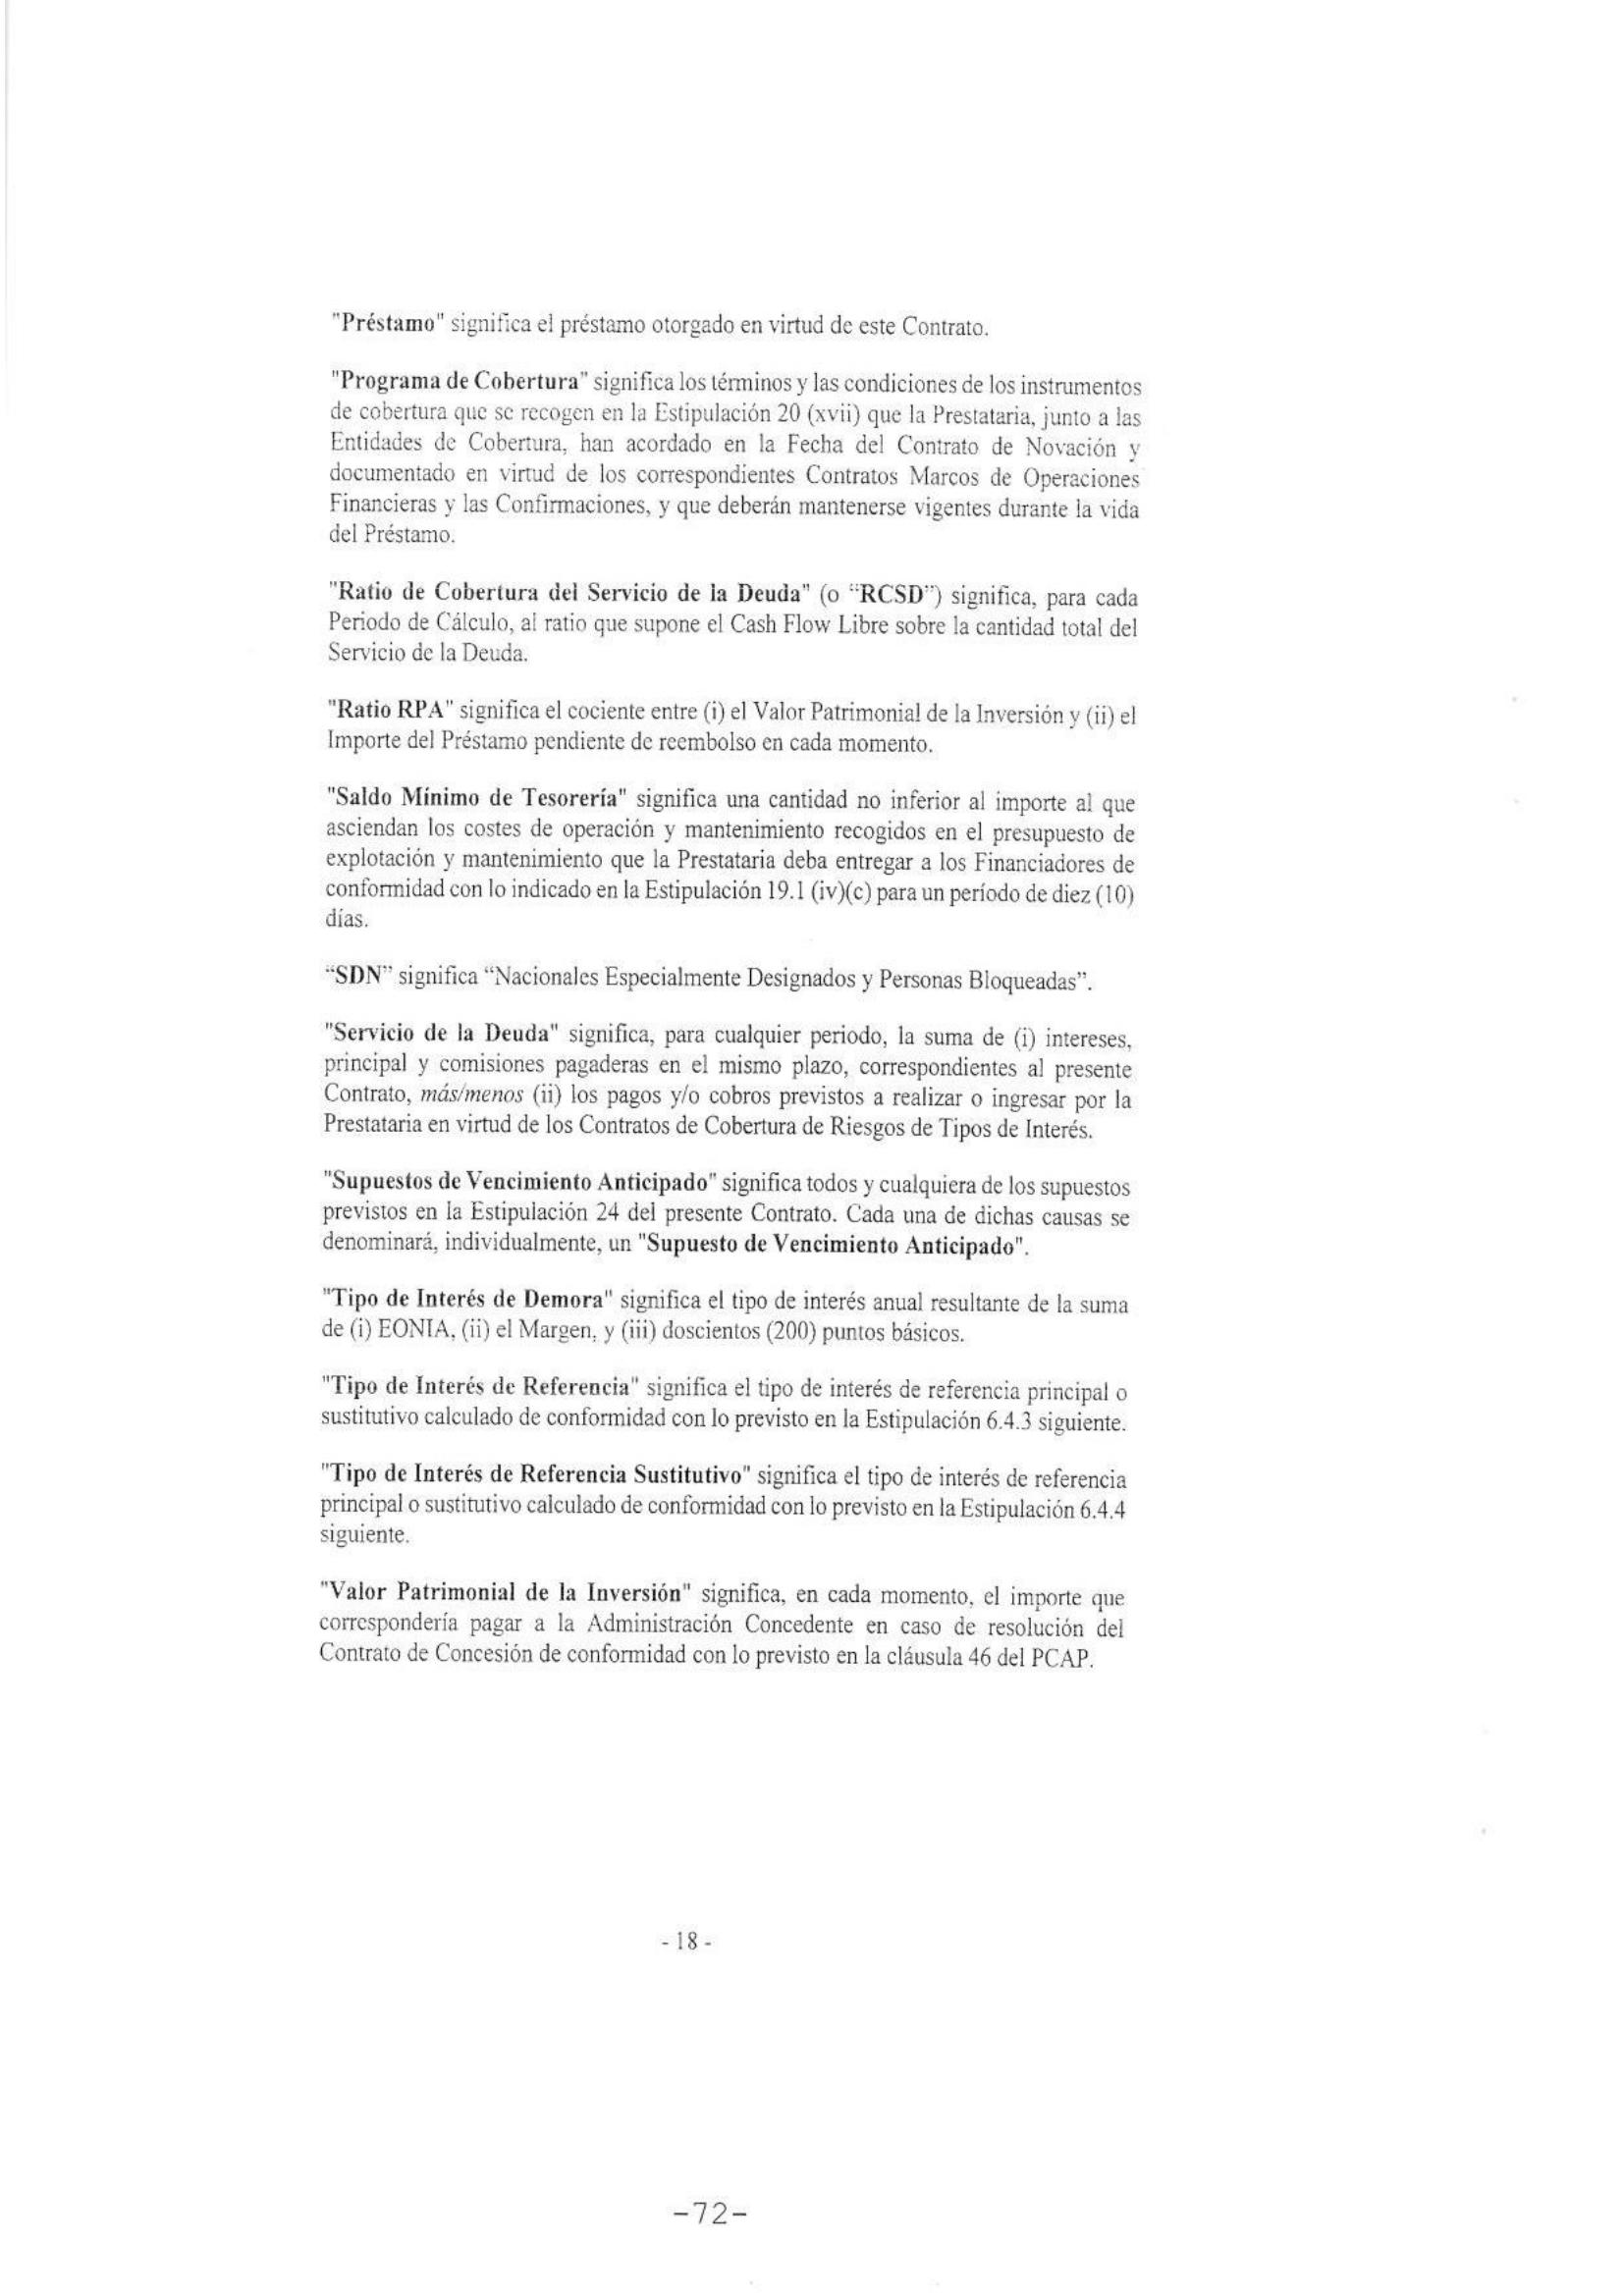 "Préstamo" significa el préstamo otorgado en virtud de este Contrato.
"Programa de Cobertura" significa los términos y las condiciones de los instrumentos
de cobertura que se recogen en la Estipulación 20 (xvii) que la Prestataria, junto a las
Entidades de Cobertura, han acordado en la Fecha del Contrato de Novación y
documentado en virtud de los correspondientes Contratos Marcos de Operaciones
Financieras y las Confirmaciones, y que deberán mantenerse vigentes durante la vida
del Préstamo.
"Ratio de Cobertura del Servicio de la Deuda" (o "RCSD") significa, para cada
Periodo de Cálculo, al ratio que supone el Cash Flow Libre sobre la cantidad total del
Servicio de la Deuda.
"Ratio RPA" significa el cociente entre (i) el Valor Patrimonial de la Inversión y (ii) el
Importe del Préstamo pendiente de reembolso en cada momento.
"Saldo Mínimo de Tesorería" significa una cantidad no inferior al importe al que
asciendan los costes de operación y mantenimiento recogidos en el presupuesto de
explotación y mantenimiento que la Prestataria deba entregar a los Financiadores de
conformidad con lo indicado en la Estipulación 19.1 (iv)(c) para un período de diez (10)
días.
“SDN” significa “Nacionales Especialmente Designados y Personas Bloqueadas”.
"Servicio de la Deuda" significa, para cualquier periodo, la suma de (i) intereses,
principal y comisiones pagaderas en el mismo plazo, correspondientes al presente
Contrato, más/menos (ii) los pagos y/o cobros previstos a realizar o ingresar por la
Prestataria en virtud de los Contratos de Cobertura de Riesgos de Tipos de Interés.
"Supuestos de Vencimiento Anticipado" significa todos y cualquiera de los supuestos
previstos en la Estipulación 24 del presente Contrato. Cada una de dichas causas se
denominará, individualmente, un "Supuesto de Vencimiento Anticipado".
"Tipo de Interés de Demora" significa el tipo de interés anual resultante de la suma
de (i) EONIA, (ii) el Margen, y (iii) doscientos (200) puntos básicos.
"Tipo de Interés de Referencia" significa el tipo de interés de referencia principal o
sustitutivo calculado de conformidad con lo previsto en la Estipulación 6.4.3 siguiente.
"Tipo de Interés de Referencia Sustitutivo" significa el tipo de interés de referencia
principal o sustitutivo calculado de conformidad con lo previsto en la Estipulación 6.4.4
siguiente.
"Valor Patrimonial de la Inversión" significa, en cada momento, el importe que
correspondería pagar a la Administración Concedente en caso de resolución del
Contrato de Concesión de conformidad con lo previsto en la cláusula 46 del PCAP.
- 18 -
-72-